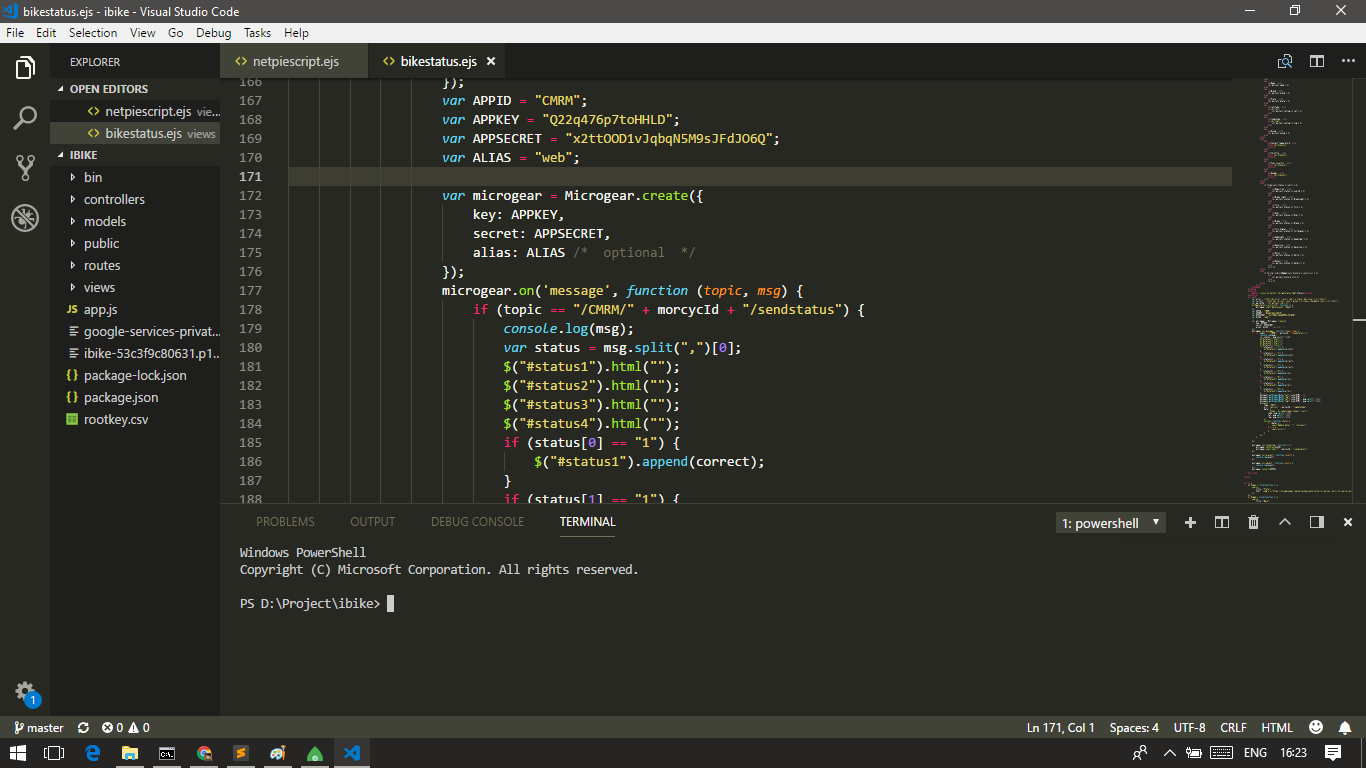 bikestatus.ejs - ibike - Visual Studio Code
File Edit Selection View Go Debug Tasks Help
EXPLORER
OPEN EDITORS
netpiescript.ejs vie...
bikestatus.ejs views
IBIKE
bin
controllers
models
public
routes
views
JS app.js
google-services-privat...
ibike-53c3f9c80631.p1...
{} package-lock.json
{} package.json
rootkey.csv
1
<> netpiescript.ejs <> bikestatus.ejs ×
166 });
167 var APPID = "CMRM";
168 var APPKEY = "Q22q476p7toHHLD";
169 var APPSECRET = "x2ttOOD1vJqbqN5M9sJFdJO6Q";
170 var ALIAS = "web";
171
172 var microgear = Microgear.create({
173 key: APPKEY,
174 secret: APPSECRET,
175 alias: ALIAS /* optional */
176 });
177 microgear.on('message', function (topic, msg) {
178 if (topic == "/CMRM/" + morcycId + "/sendstatus") {
179 console.log(msg);
180 var status = msg.split(",")[0];
181 $("#status1").html("");
182 $("#status2").html("");
183 $("#status3").html("");
184 $("#status4").html("");
185 if (status[0] == "1") {
186 $("#status1").append(correct);
187 }
188 if (status[1] == "1") {
PROBLEMS OUTPUT DEBUG CONSOLE TERMINAL 1: powershell
Windows PowerShell
Copyright (C) Microsoft Corporation. All rights reserved.
PS D:\Project\ibike>
master 0 0 Ln 171, Col 1 Spaces: 4 UTF-8 CRLF HTML
ENG 16:23